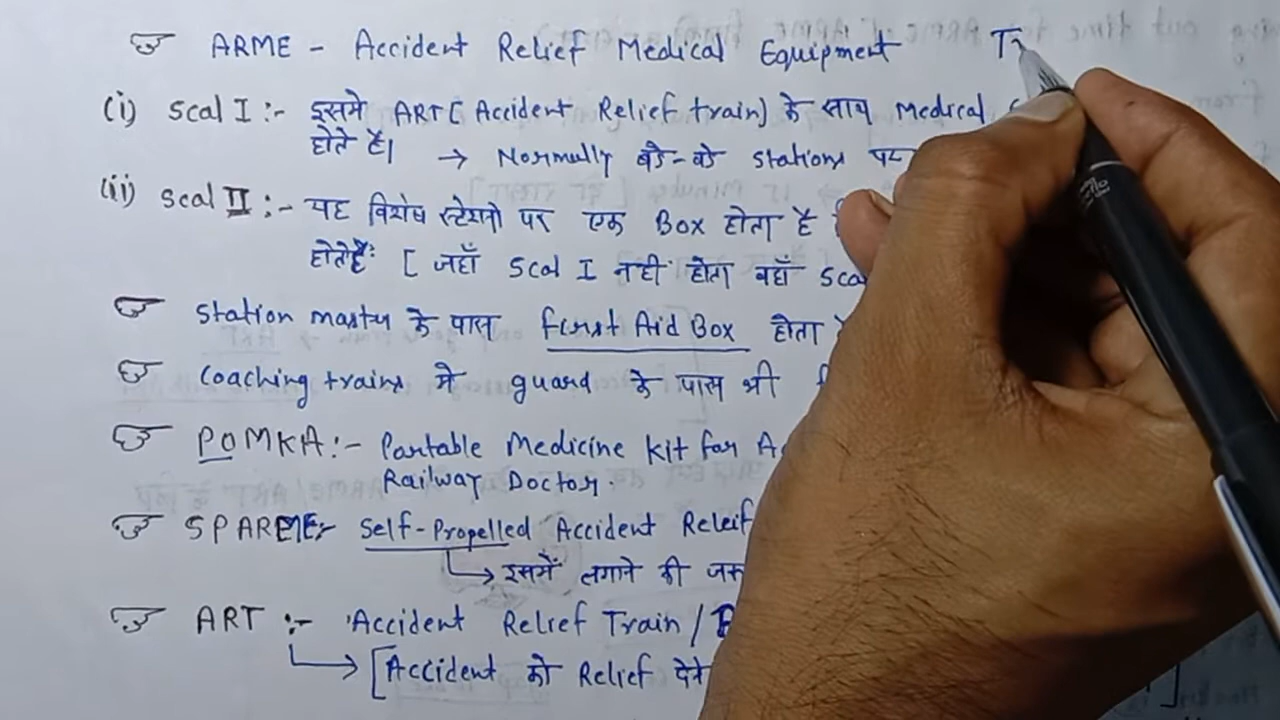 ☞ ARME - Accident Relief Medical Equipment
(i) Scal I :- इसमे ART [Accident Relief train] के साथ Medical
होते है। → Normally बडे-बडे stations पर
(ii) Scal II :- यह विशेष स्टेशनो पर एक Box होता है
होते है [ जहाँ Scal I नही होता वहाँ
☞ Station master के पास First Aid Box होता
☞ Coaching trains मे guard के पास भी
☞ POMKA :- Portable Medicine kit for
Railway Doctor.
☞ SPARME:- Self-Propelled Accident Releif
→ इसमें लगाने की
☞ ART :- Accident Relief Train /
→ [Accident को Relief देने